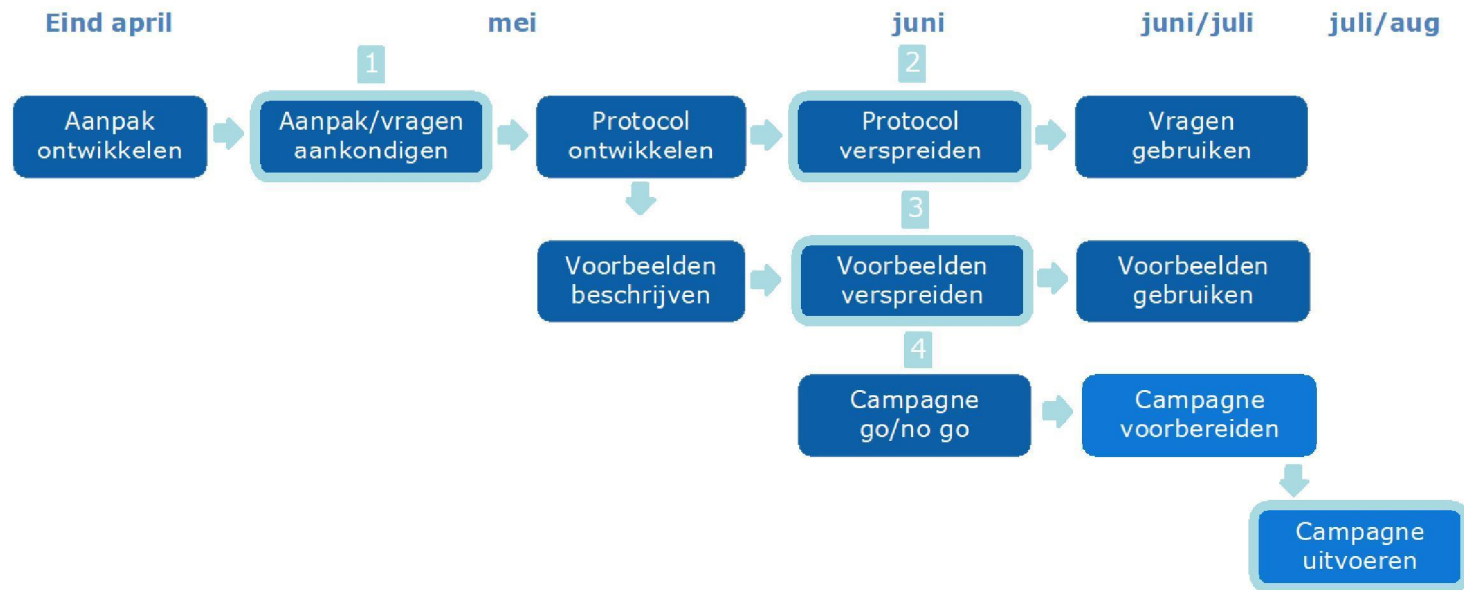 Eind april
mei
juni
juni/juli
juli/aug
1
2
Aanpak
ontwikkelen
Aanpak/vragen
aankondigen
Protocol
ontwikkelen
Protocol
verspreiden
Vragen
gebruiken
3
Voorbeelden
beschrijven
Voorbeelden
verspreiden
Voorbeelden
gebruiken
4
Campagne
go/no go
Campagne
voorbereiden
Campagne
uitvoeren